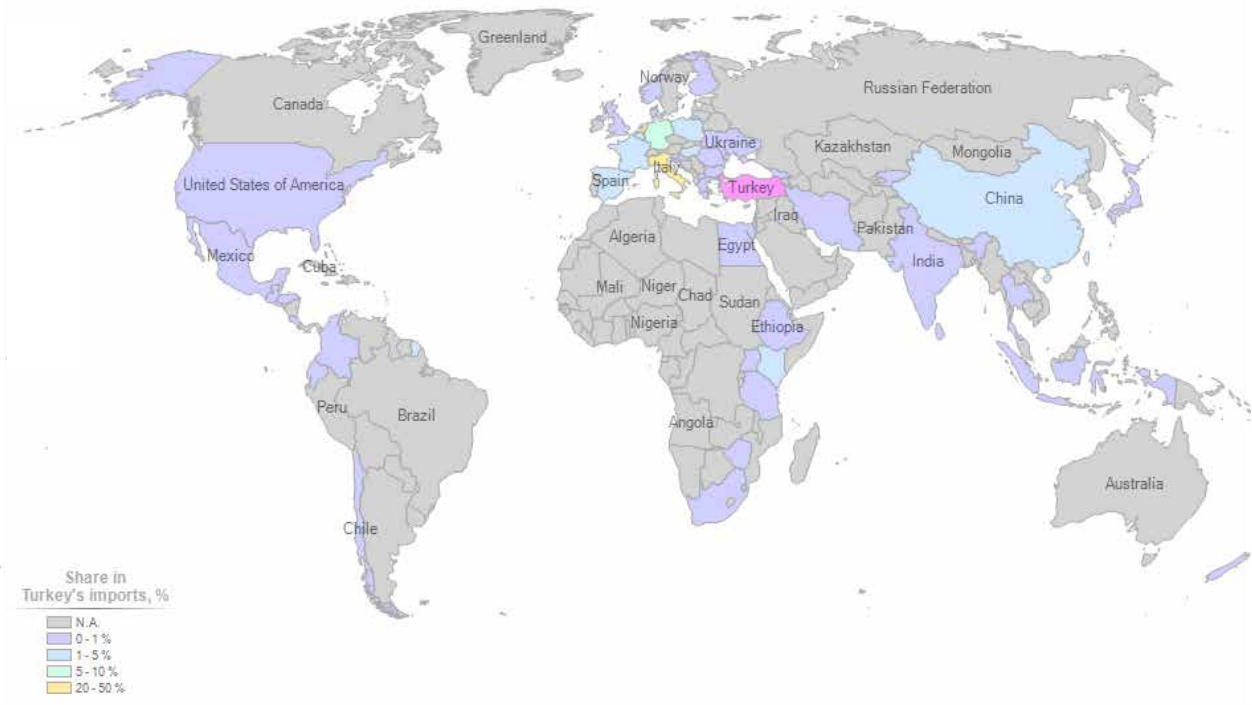 Greenland
Norway
Canada
Russian Federation
Ukraine
Kazakhstan
Mongolia
United States of America
Spain
Italy
Turkey
China
Iraq
Pakistan
Mexico
Cuba
Algeria
Egypt
India
Mali
Niger
Chad
Sudan
Nigeria
Ethiopia
Peru
Brazil
Angola
Australia
Chile
Share in
Turkey's imports, %
N.A.
0 - 1 %
1 - 5 %
5 - 10 %
20 - 50 %